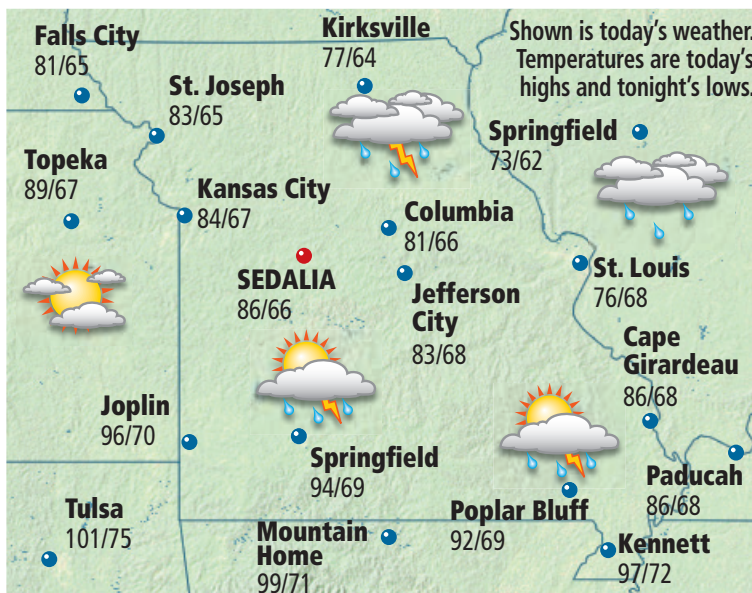 Falls City
81/65
Kirksville
77/64
Shown is today's weather.
Temperatures are today's
highs and tonight's lows.
St. Joseph
83/65
Springfield
73/62
Topeka
89/67
Kansas City
84/67
Columbia
81/66
SEDALIA
86/66
Jefferson
City
83/68
St. Louis
76/68
Cape
Girardeau
86/68
Joplin
96/70
Springfield
94/69
Poplar Bluff
92/69
Paducah
86/68
Tulsa
101/75
Mountain
Home
99/71
Kennett
97/72